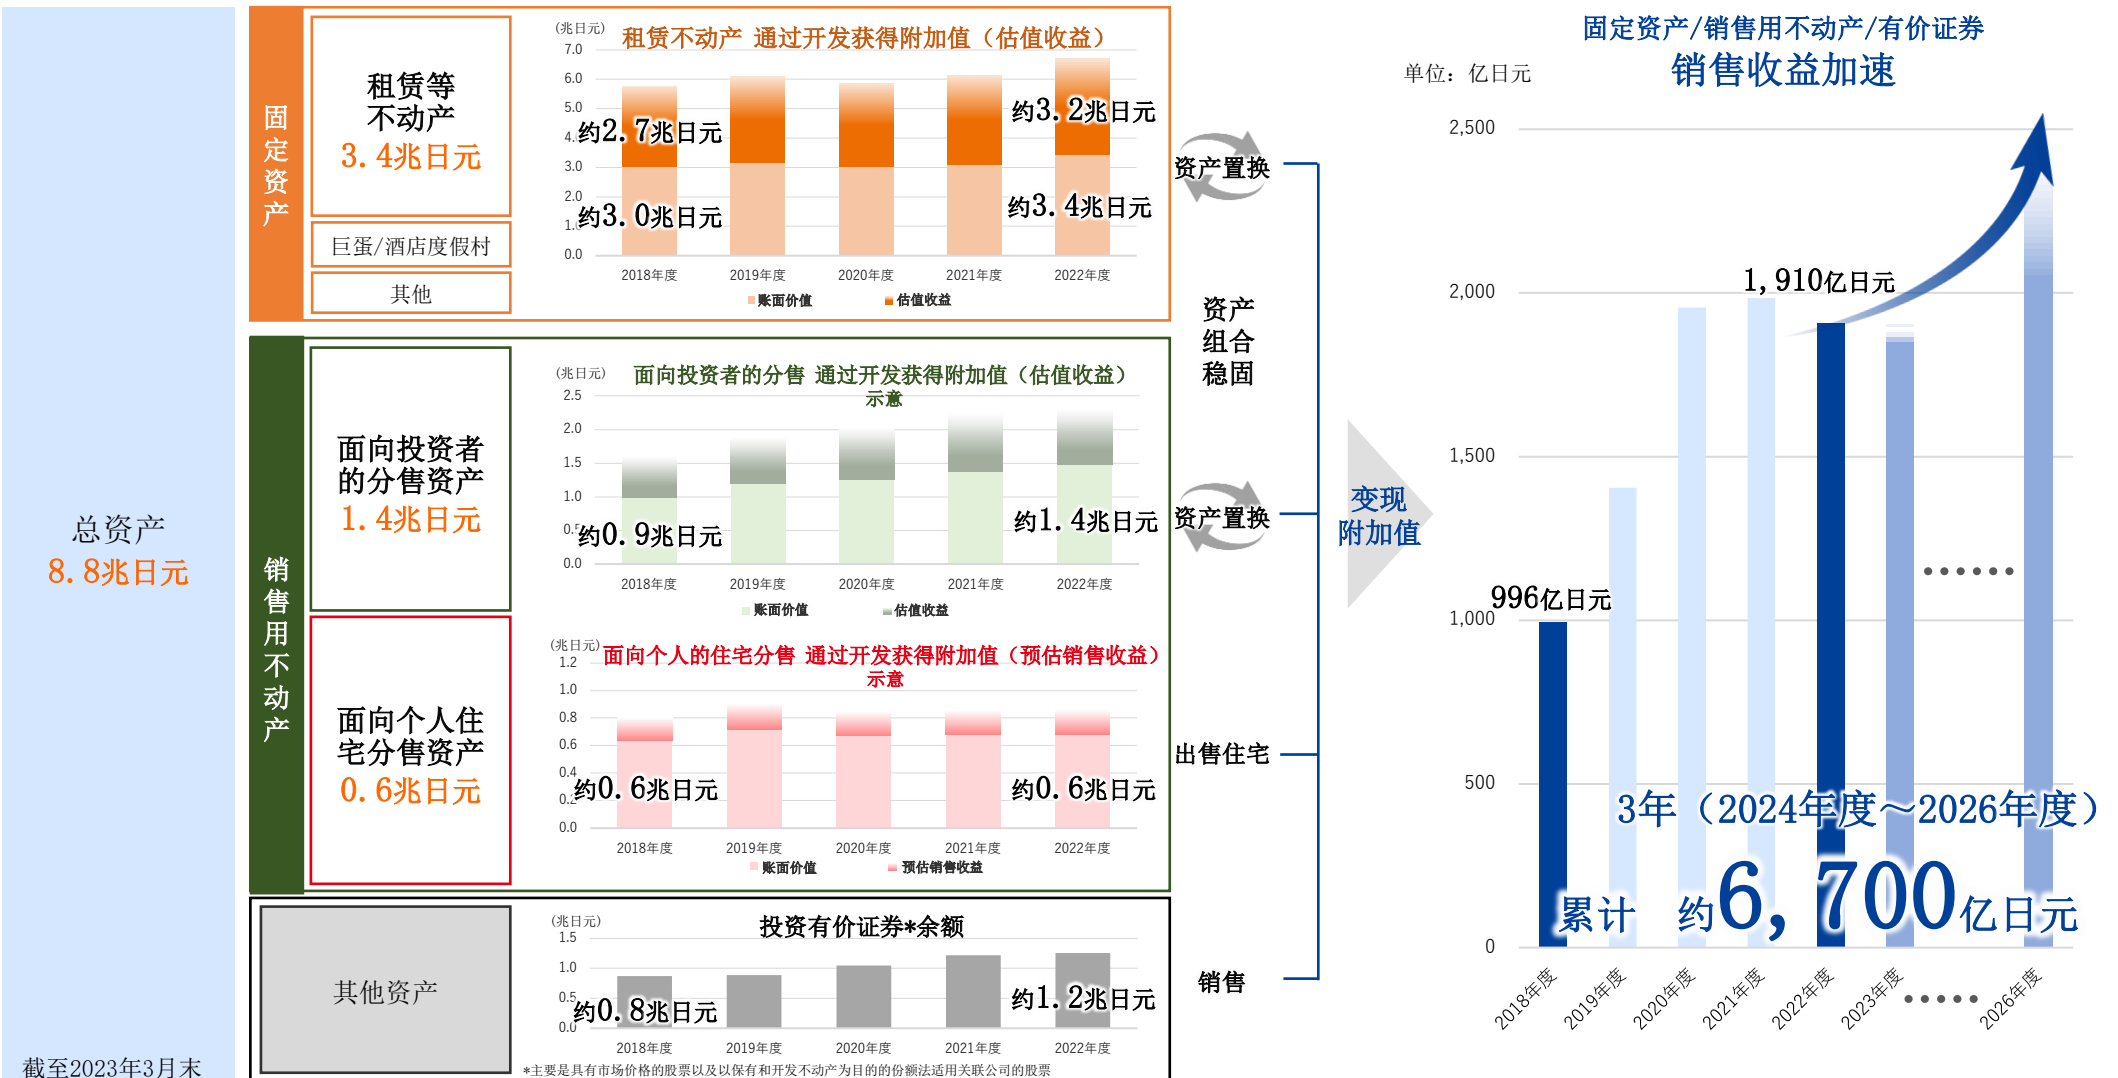 总资产
8.8兆日元
截至2023年3月末
固定资产
租赁等
不动产
3.4兆日元
巨蛋/酒店度假村
其他
(兆日元)
租赁不动产 通过开发获得附加值（估值收益）
7.0
6.0
5.0
4.
3.0
2.0
1.0
0.0
约2.7兆日元
约3.0兆日元
约3.2兆日元
约3.4兆日元
2018年度 2019年度 2020年度 2021年度 2022年度
账面价值 估值收益
销售用不动产
面向投资者
的分售资产
1.4兆日元
(兆日元)
面向投资者的分售 通过开发获得附加值（估值收益）
示意
2.5
2.0
1.5
1.0
0.5
0.0
约0.9兆日元
约1.4兆日元
2018年度 2019年度 2020年度 2021年度 2022年度
账面价值 估值收益
面向个人住
宅分售资产
0.6兆日元
(兆日元)
面向个人的住宅分售 通过开发获得附加值（预估销售收益）
示意
1.2
1.0
0.8
0.6
0.4
0.2
0.0
约0.6兆日元
约0.6兆日元
2018年度 2019年度 2020年度 2021年度 2022年度
账面价值 预估销售收益
其他资产
(兆日元)
投资有价证券*余额
1.5
1.0
0.5
0.0
约0.8兆日元
约1.2兆日元
2018年度 2019年度 2020年度 2021年度 2022年度
*主要是具有市场价格的股票以及以保有和开发不动产为目的的份额法适用关联公司的股票
资产置换
资产
组合
稳固
资产置换
出售住宅
销售
变现
附加值
固定资产/销售用不动产/有价证券
销售收益加速
单位：亿日元
2,500
2,000
1,500
1,000
500
0
996亿日元
1,910亿日元
••••••
3年（2024年度～2026年度）
累计 约6,700亿日元
2018年度 2019年度 2020年度 2021年度 2022年度 2023年度 ••••• 2026年度